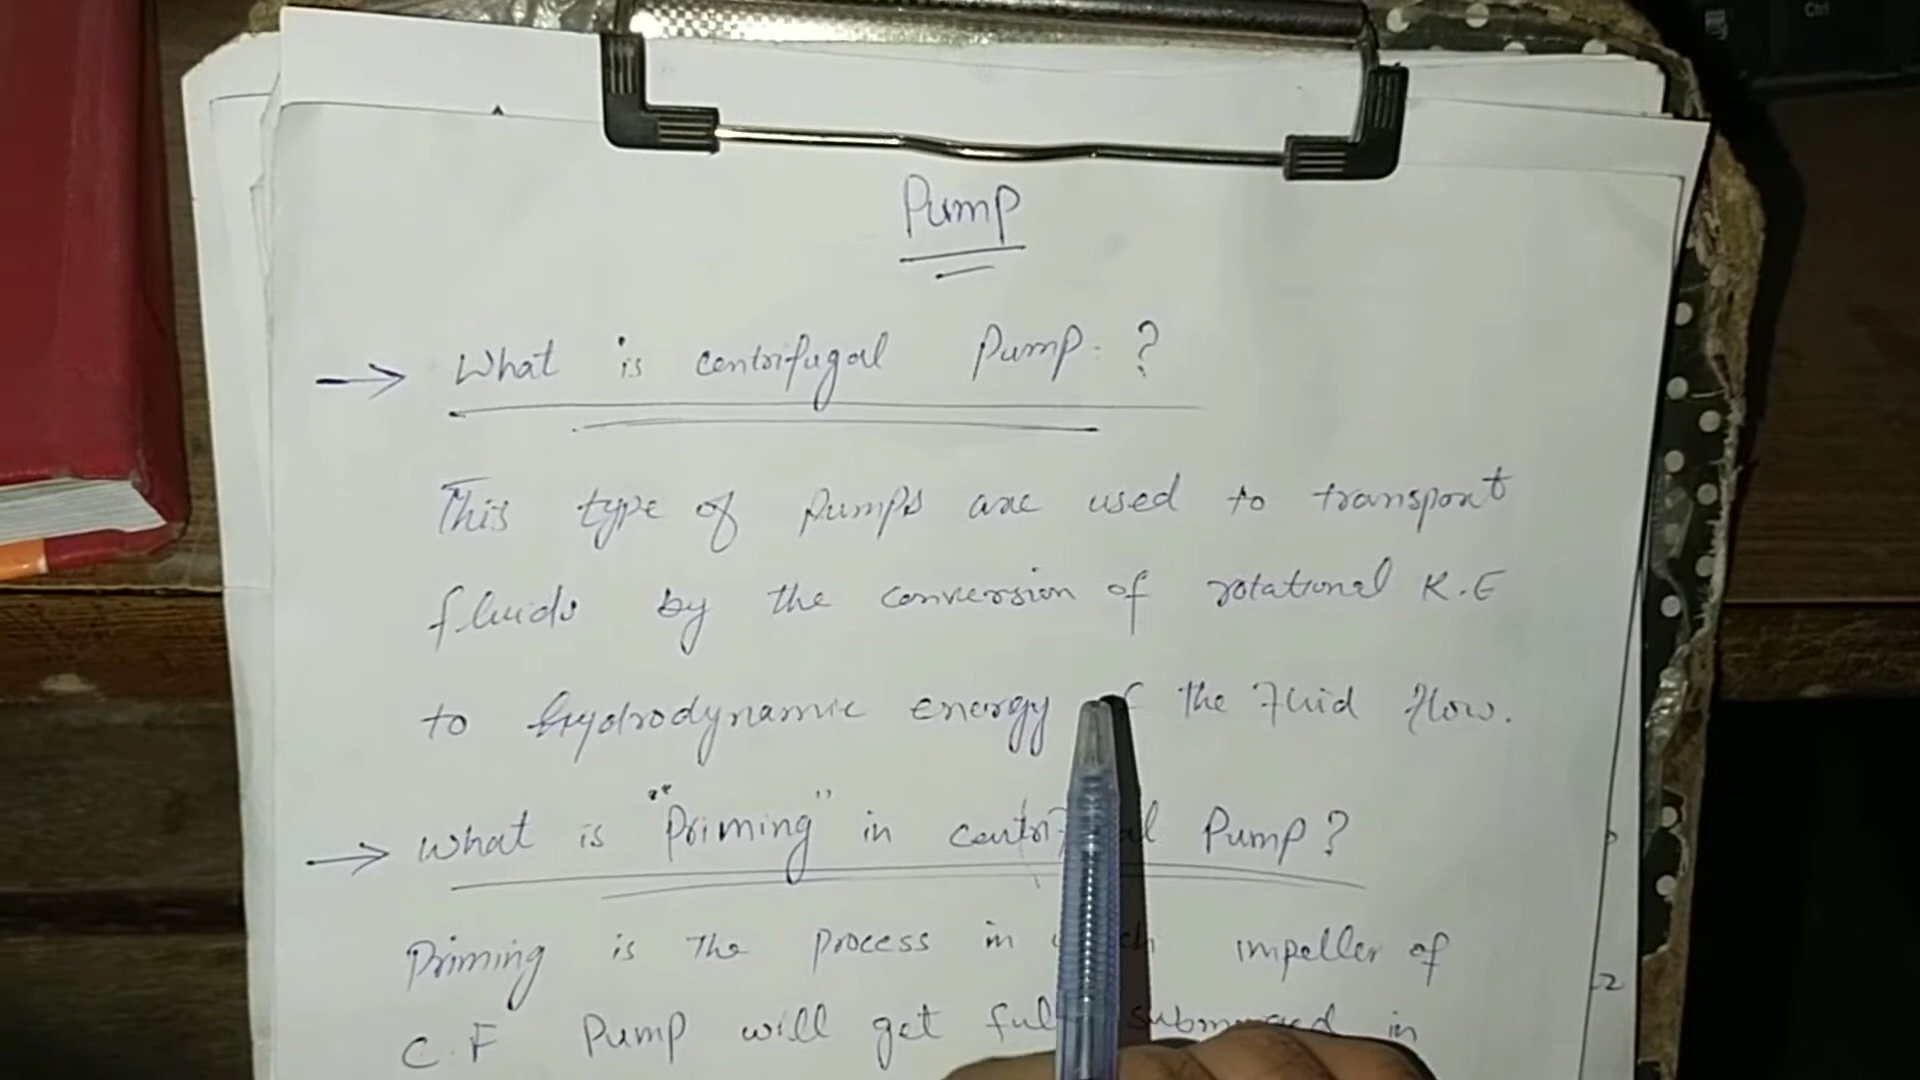 Pump
What is centrifugal Pump. ?
This type of Pumps are used to transport
fluids by the conversion of rotational K.E
to hydrodynamic energy of the Fluid flow.
What is "Priming" in Pump?
Priming is the process in impeller of
C.F Pump will get in
Ctrl